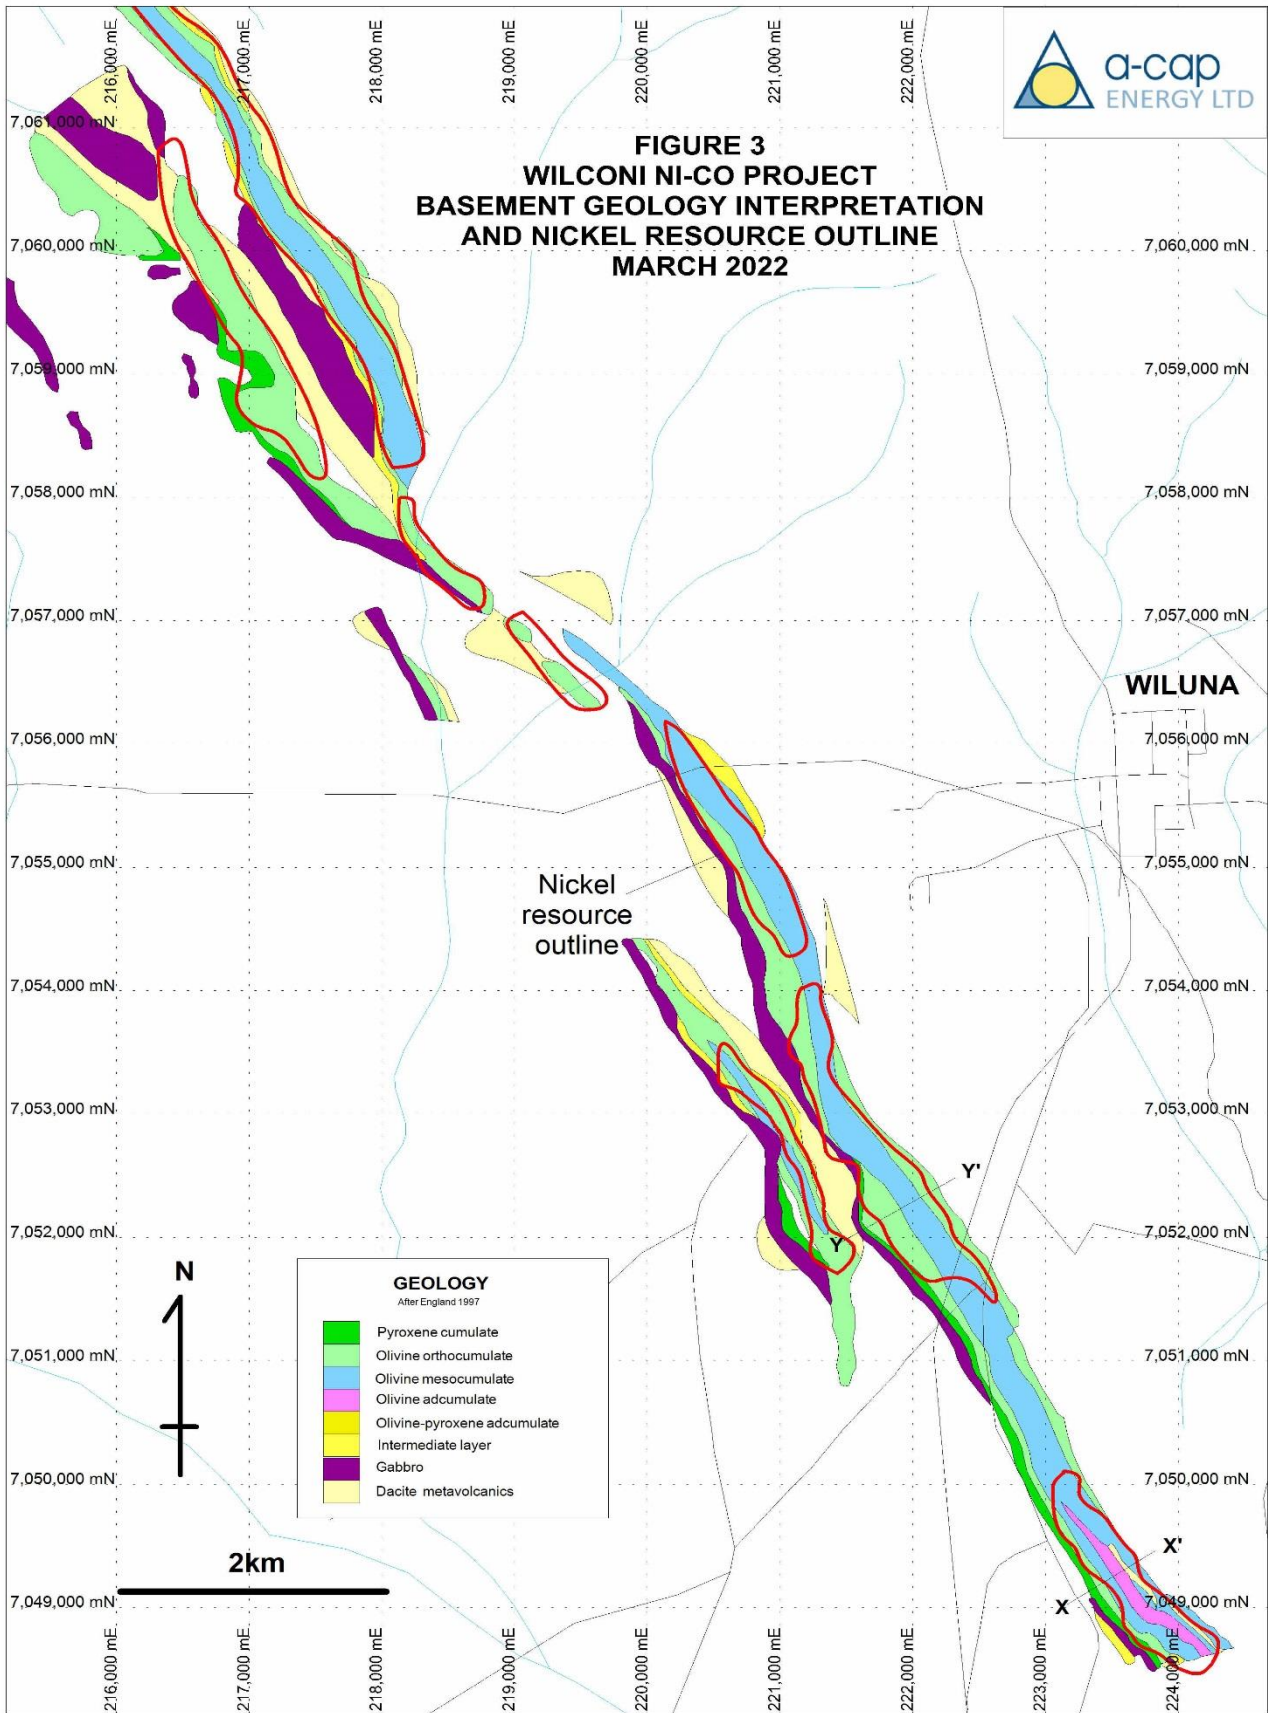 216,000 mE
217,000 mE
218,000 mE
219,000 mE
220,000 mE
221,000 mE
222,000 mE
a-cap
ENERGY LTD
7,061,000 mN
FIGURE 3
WILCONI NI-CO PROJECT
BASEMENT GEOLOGY INTERPRETATION
AND NICKEL RESOURCE OUTLINE
MARCH 2022
7,060,000 mN
7,060,000 mN
7,059,000 mN
7,059,000 mN
7,058,000 mN
7,058,000 mN
7,057,000 mN
7,057,000 mN
WILUNA
7,056,000 mN
7,056,000 mN
7,055,000 mN
7,055,000 mN
Nickel
resource
outline
7,054,000 mN
7,054,000 mN
7,053,000 mN
7,053,000 mN
Y'
7,052,000 mN
Y
7,052,000 mN
N
GEOLOGY
After England 1997
Pyroxene cumulate
Olivine orthocumulate
Olivine mesocumulate
Olivine adcumulate
Olivine-pyroxene adcumulate
Intermediate layer
Gabbro
Dacite metavolcanics
7,051,000 mN
7,051,000 mN
7,050,000 mN
7,050,000 mN
X'
2km
X
7,049,000 mN
7,049,000 mN
216,000 mE
217,000 mE
218,000 mE
219,000 mE
220,000 mE
221,000 mE
222,000 mE
223,000 mE
224,000 mE